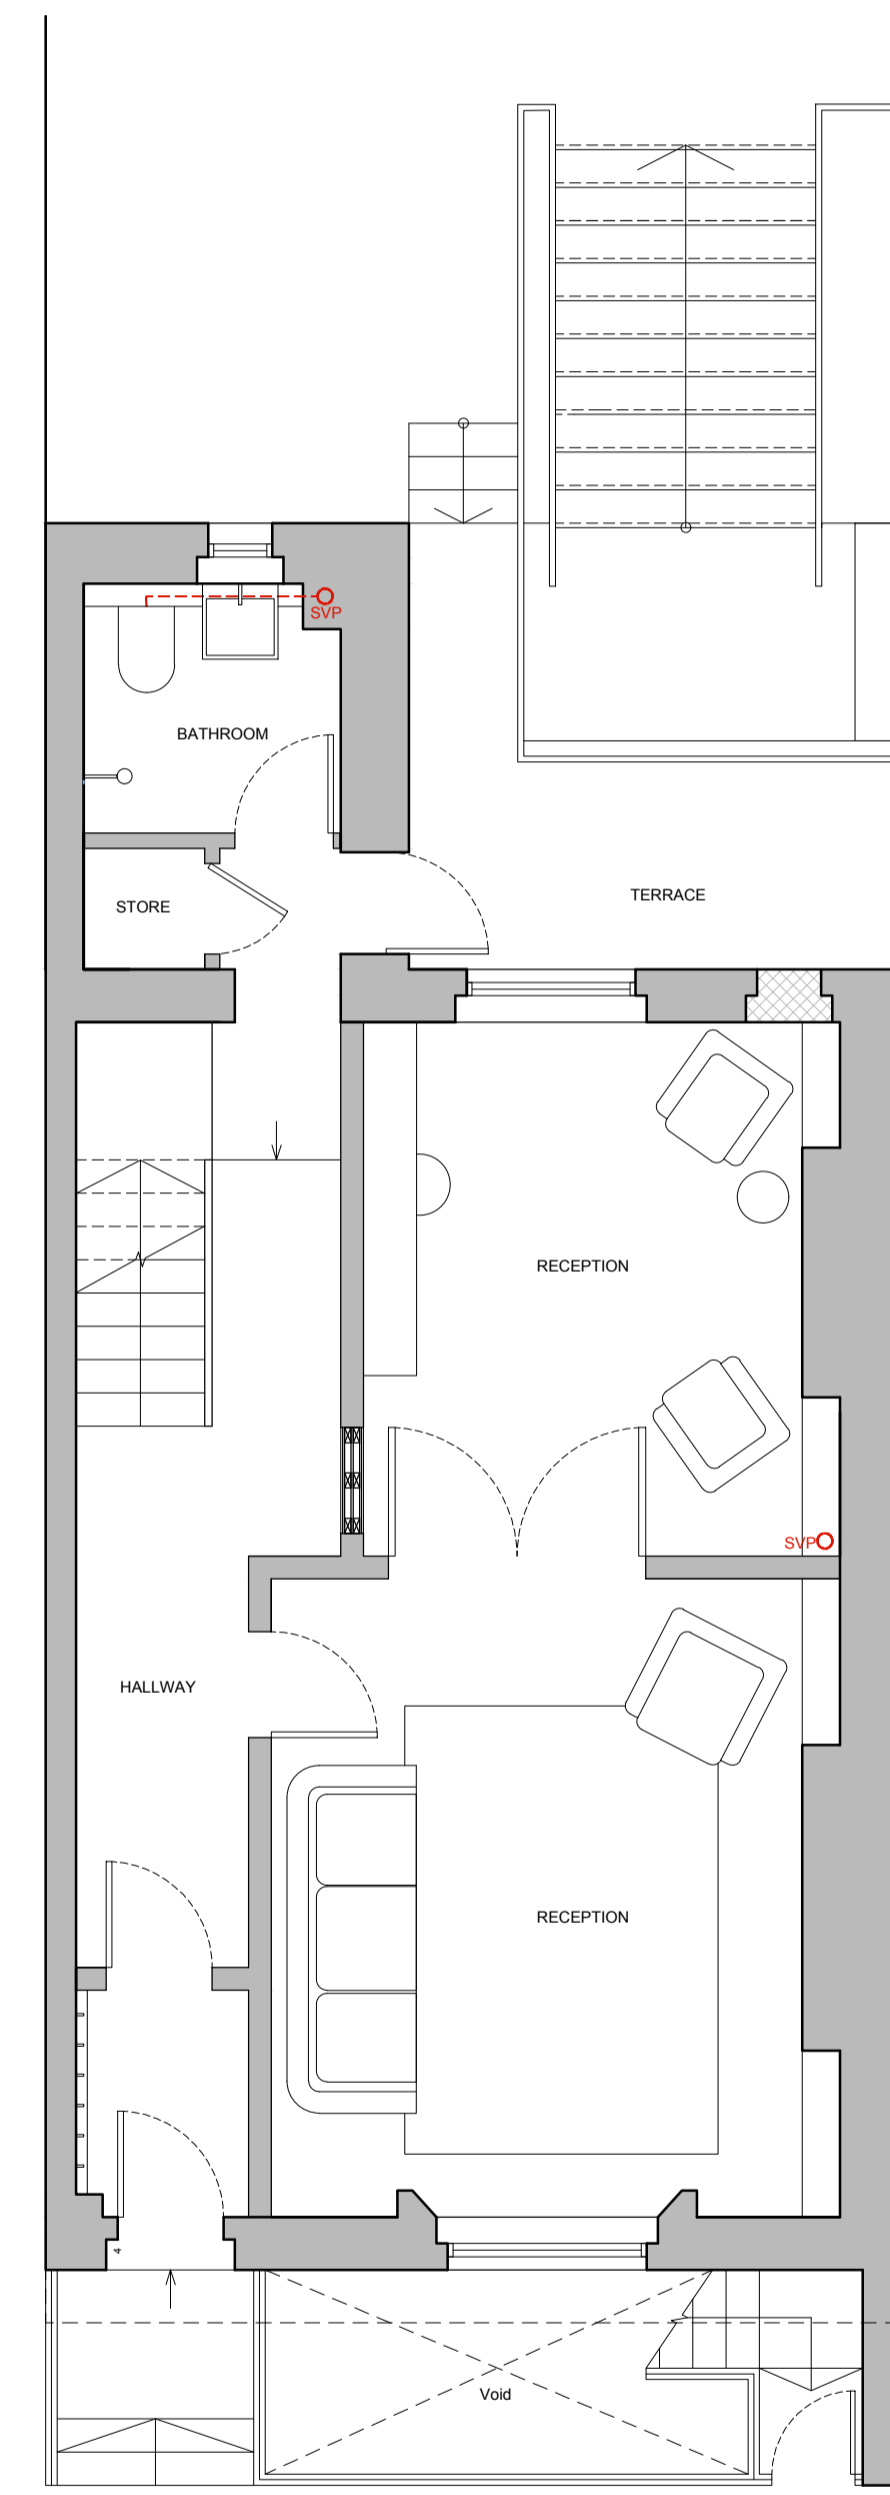 SVP
BATHROOM
STORE
TERRACE
RECEPTION
SVP
HALLWAY
RECEPTION
4
Void